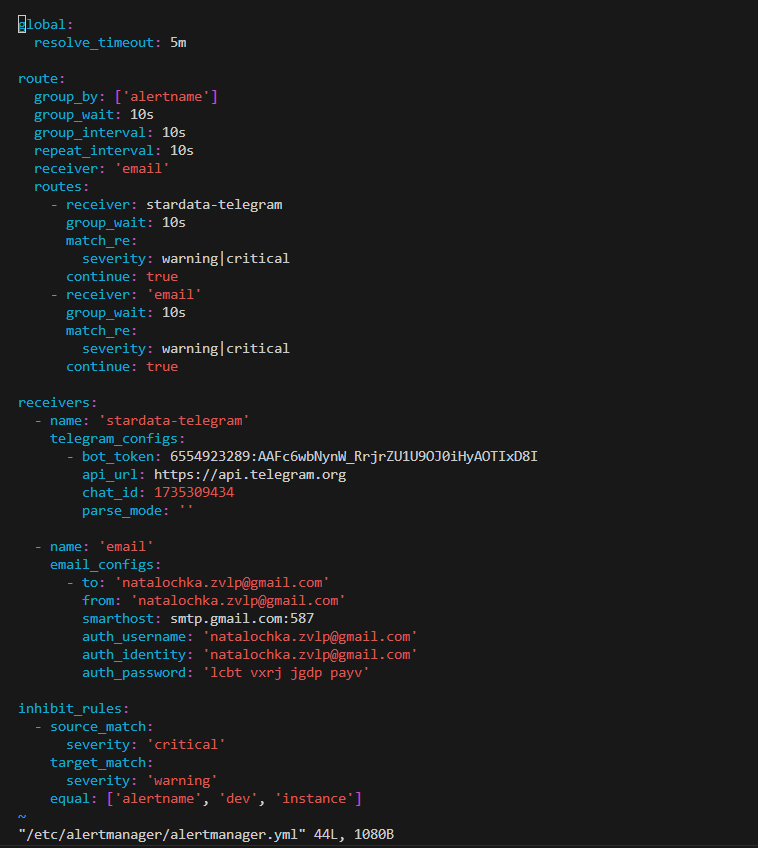 global:
  resolve_timeout: 5m

route:
  group_by: ['alertname']
  group_wait: 10s
  group_interval: 10s
  repeat_interval: 10s
  receiver: 'email'
  routes:
    - receiver: stardata-telegram
      group_wait: 10s
      match_re:
        severity: warning|critical
      continue: true
    - receiver: 'email'
      group_wait: 10s
      match_re:
        severity: warning|critical
      continue: true

receivers:
  - name: 'stardata-telegram'
    telegram_configs:
      - bot_token: 6554923289:AAFc6wbNynW_RrjrZU1U9OJ0iHyAOTIxD8I
        api_url: https://api.telegram.org
        chat_id: 1735309434
        parse_mode: ''

  - name: 'email'
    email_configs:
      - to: 'natalochka.zvlp@gmail.com'
        from: 'natalochka.zvlp@gmail.com'
        smarthost: smtp.gmail.com:587
        auth_username: 'natalochka.zvlp@gmail.com'
        auth_identity: 'natalochka.zvlp@gmail.com'
        auth_password: 'lcbt vxrj jgdp payv'

inhibit_rules:
  - source_match:
      severity: 'critical'
    target_match:
      severity: 'warning'
    equal: ['alertname', 'dev', 'instance']
~
"/etc/alertmanager/alertmanager.yml" 44L, 1080B